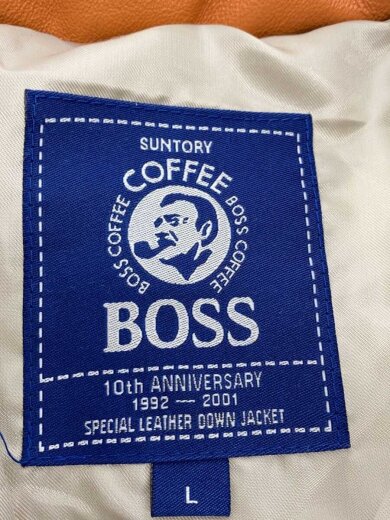 SUNTORY
COFFEE
BOSS COFFEE
BOSS COFFEE
BOSS
10th ANNIVERSARY
1992 — 2001
SPECIAL LEATHER DOWN JACKET
L